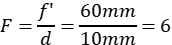 F = f'/d = 60mm/10mm = 6